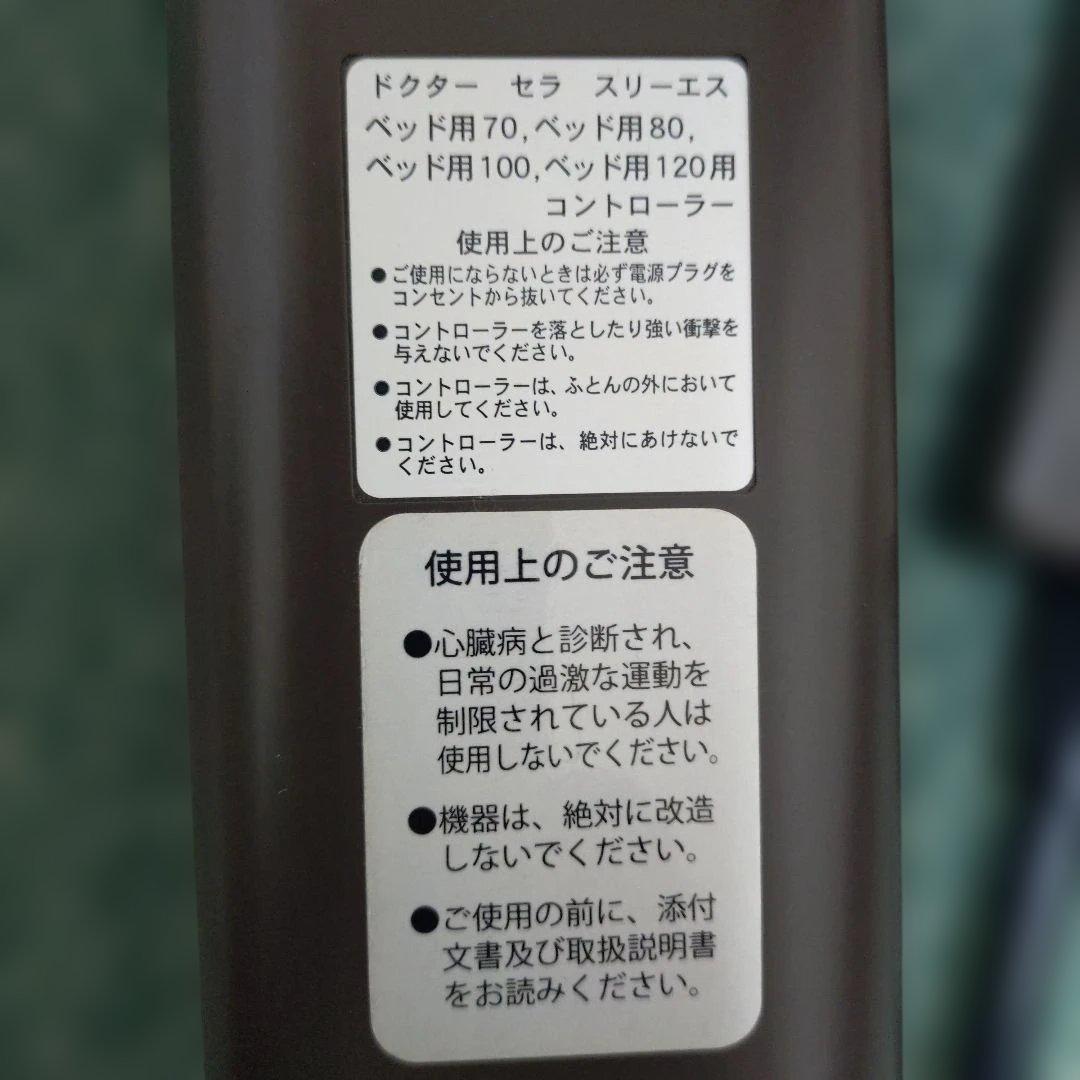 ドクター セラ スリーエス
ベッド用70,ベッド用80,
ベッド用100,ベッド用120用
コントローラー
使用上のご注意
●ご使用にならないときは必ず電源プラグを
コンセントから抜いてください。
●コントローラーを落としたり強い衝撃を
与えないでください。
●コントローラーは、ふとんの外において
使用してください。
●コントローラーは、絶対にあけないで
ください。
使用上のご注意
●心臓病と診断され、
日常の過激な運動を
制限されている人は
使用しないでください。
●機器は、絶対に改造
しないでください。
●ご使用の前に、添付
文書及び取扱説明書
をお読みください。